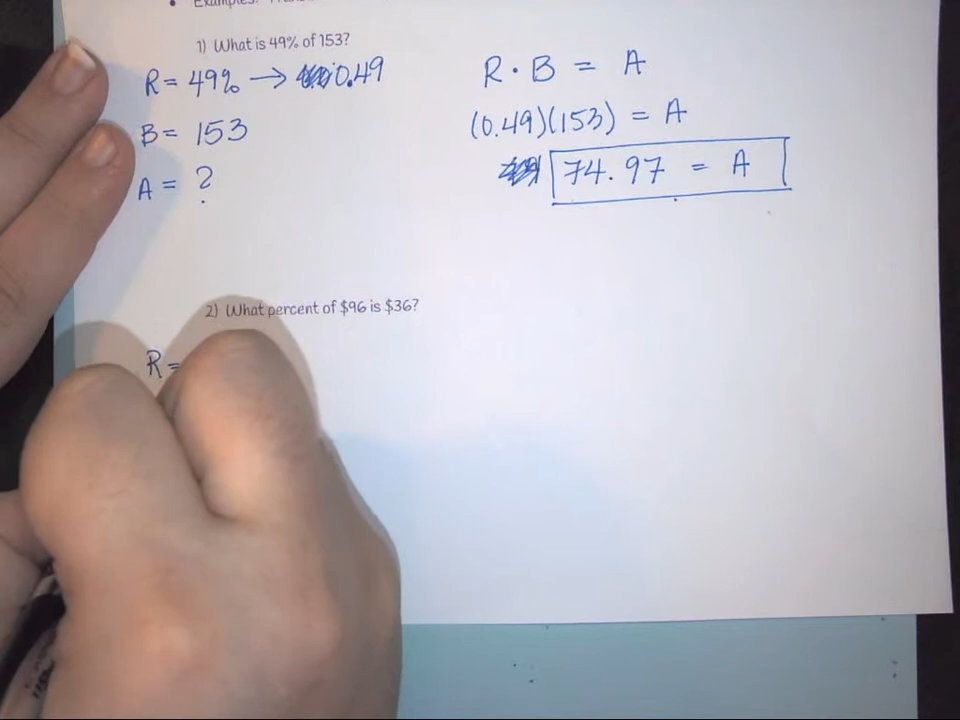 • Examples:
1) What is 49% of 153?
R = 49% → 0.49
B = 153
A = ?
R · B = A
(0.49)(153) = A
74.97 = A
2) What percent of $96 is $36?
R =